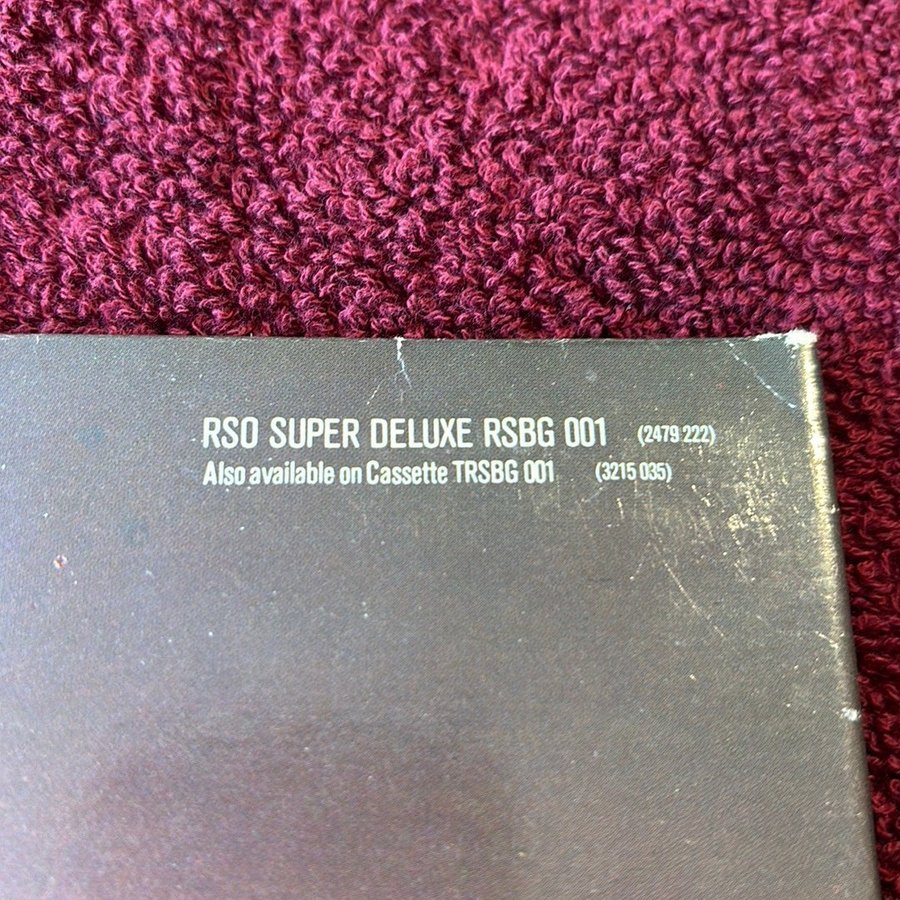 RSO SUPER DELUXE RSBG 001 (2479 222)
Also available on Cassette TRSBG 001 (3215 035)